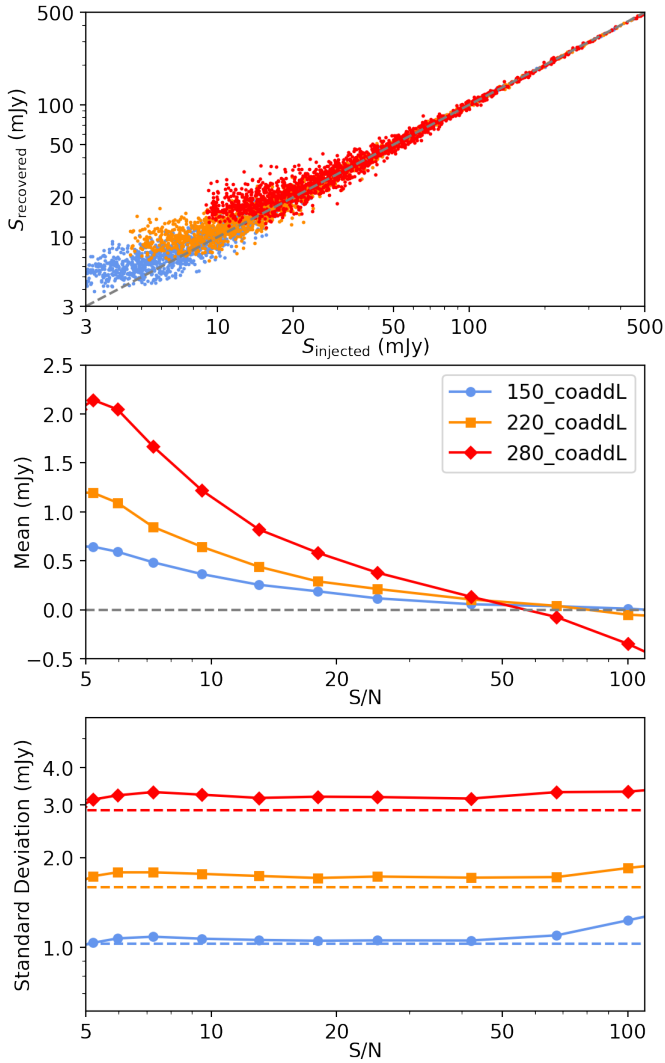 500
100
50
20
10
3
S_recovered (mJy)
3 10 20 50 100 500
S_injected (mJy)
2.5
2.0
1.5
1.0
0.5
0.0
−0.5
Mean (mJy)
150_coaddL
220_coaddL
280_coaddL
5 10 20 50 100
S/N
4.0
3.0
2.0
1.0
Standard Deviation (mJy)
5 10 20 50 100
S/N